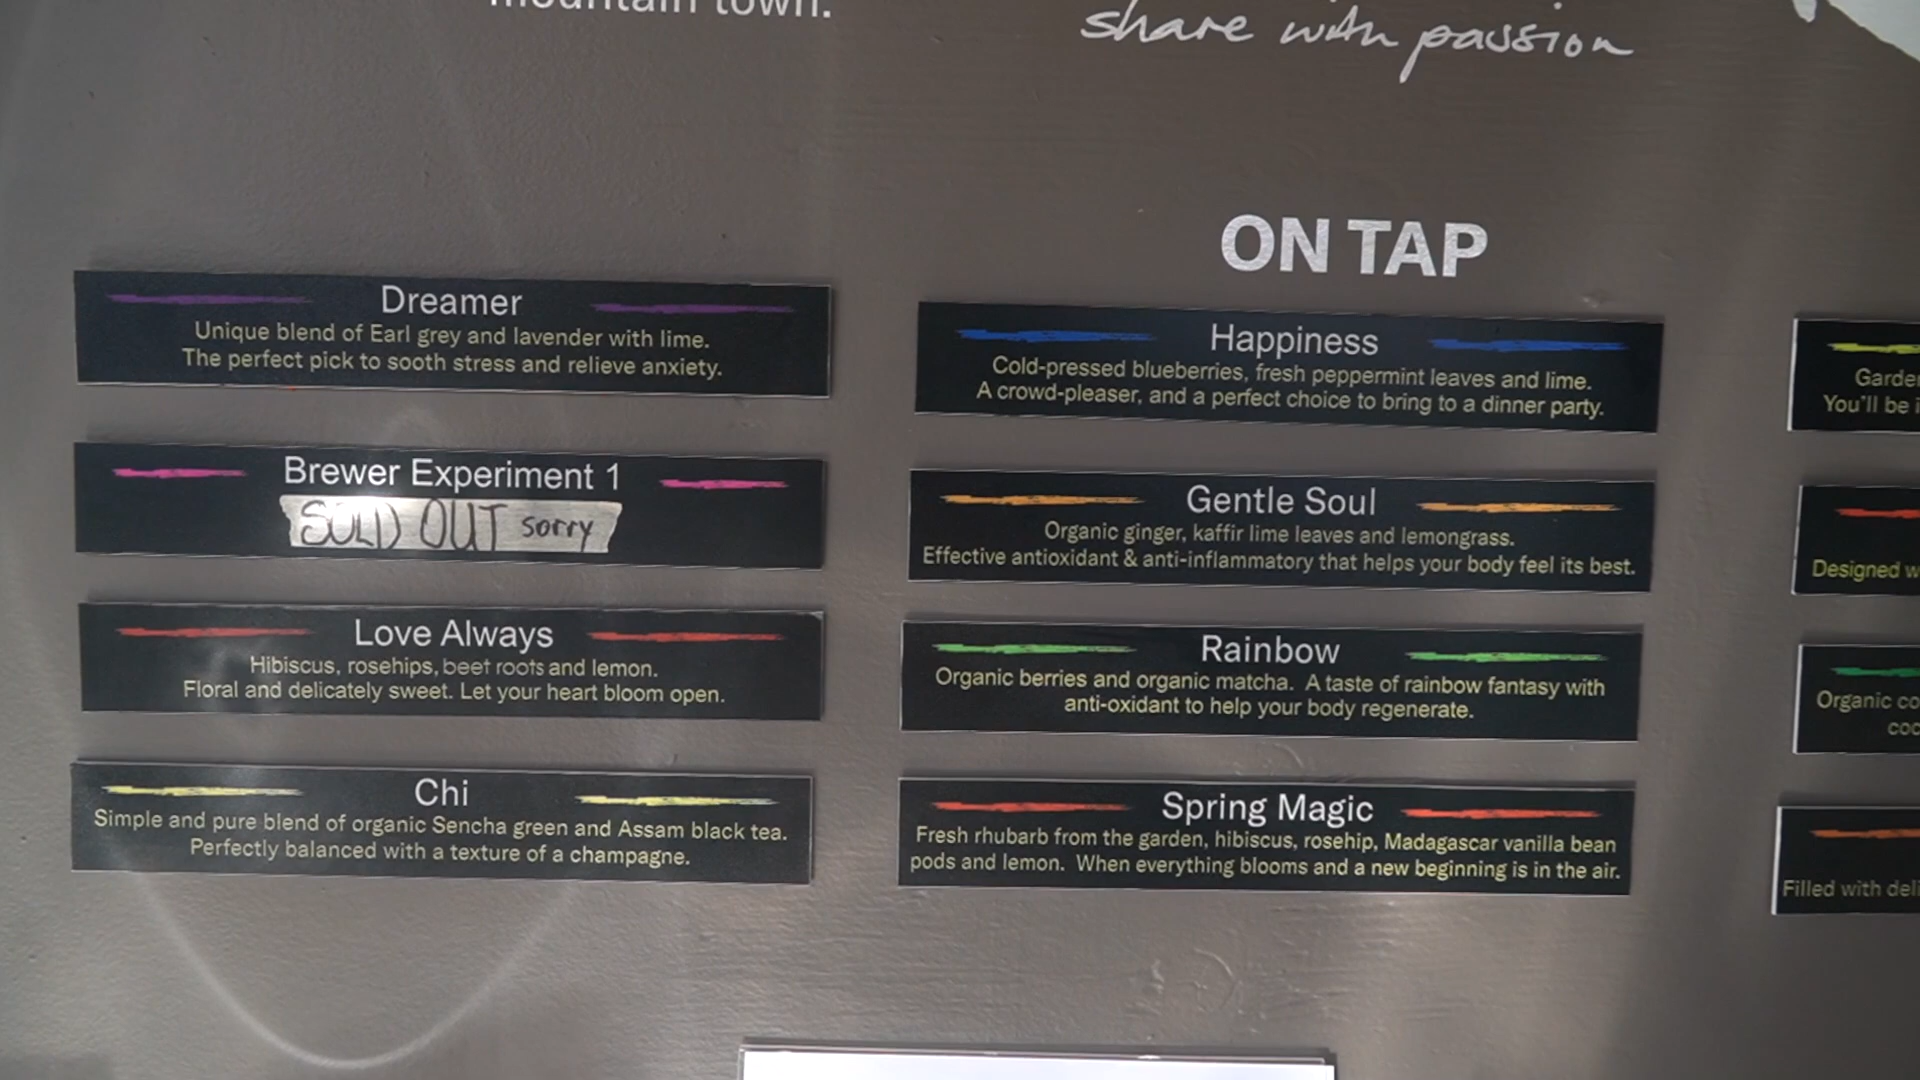 mountain town.
share with passion
ON TAP
Dreamer
Unique blend of Earl grey and lavender with lime.
The perfect pick to sooth stress and relieve anxiety.
Brewer Experiment 1
SOLD OUT sorry
Love Always
Hibiscus, rosehips, beet roots and lemon.
Floral and delicately sweet. Let your heart bloom open.
Chi
Simple and pure blend of organic Sencha green and Assam black tea.
Perfectly balanced with a texture of a champagne.
Happiness
Cold-pressed blueberries, fresh peppermint leaves and lime.
A crowd-pleaser, and a perfect choice to bring to a dinner party.
Gentle Soul
Organic ginger, kaffir lime leaves and lemongrass.
Effective antioxidant & anti-inflammatory that helps your body feel its best.
Rainbow
Organic berries and organic matcha. A taste of rainbow fantasy with
anti-oxidant to help your body regenerate.
Spring Magic
Fresh rhubarb from the garden, hibiscus, rosehip, Madagascar vanilla bean
pods and lemon. When everything blooms and a new beginning is in the air.
You'll be
Designed
Organic
Filled with